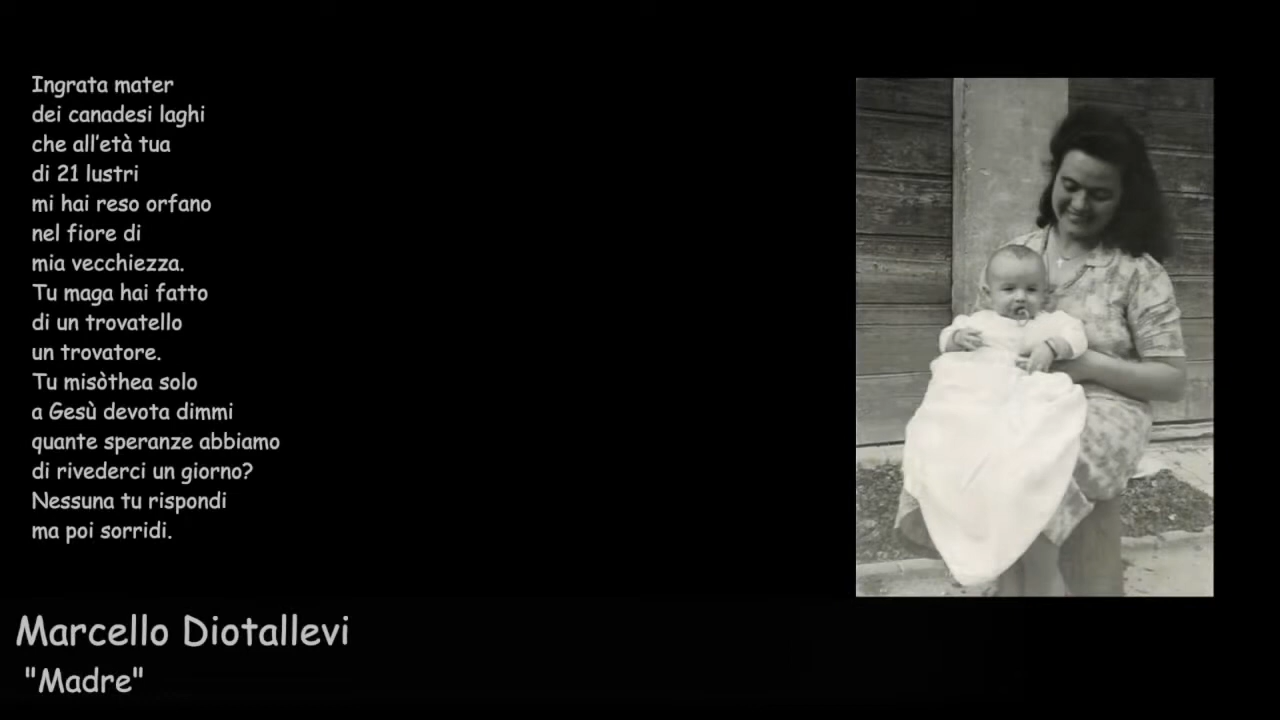 Ingrata mater
dei canadesi laghi
che all'età tua
di 21 lustri
mi hai reso orfano
nel fiore di
mia vecchiezza.
Tu maga hai fatto
di un trovatello
un trovatore.
Tu misòthea solo
a Gesù devota dimmi
quante speranze abbiamo
di rivederci un giorno?
Nessuna tu rispondi
ma poi sorridi.
Marcello Diotallevi
"Madre"